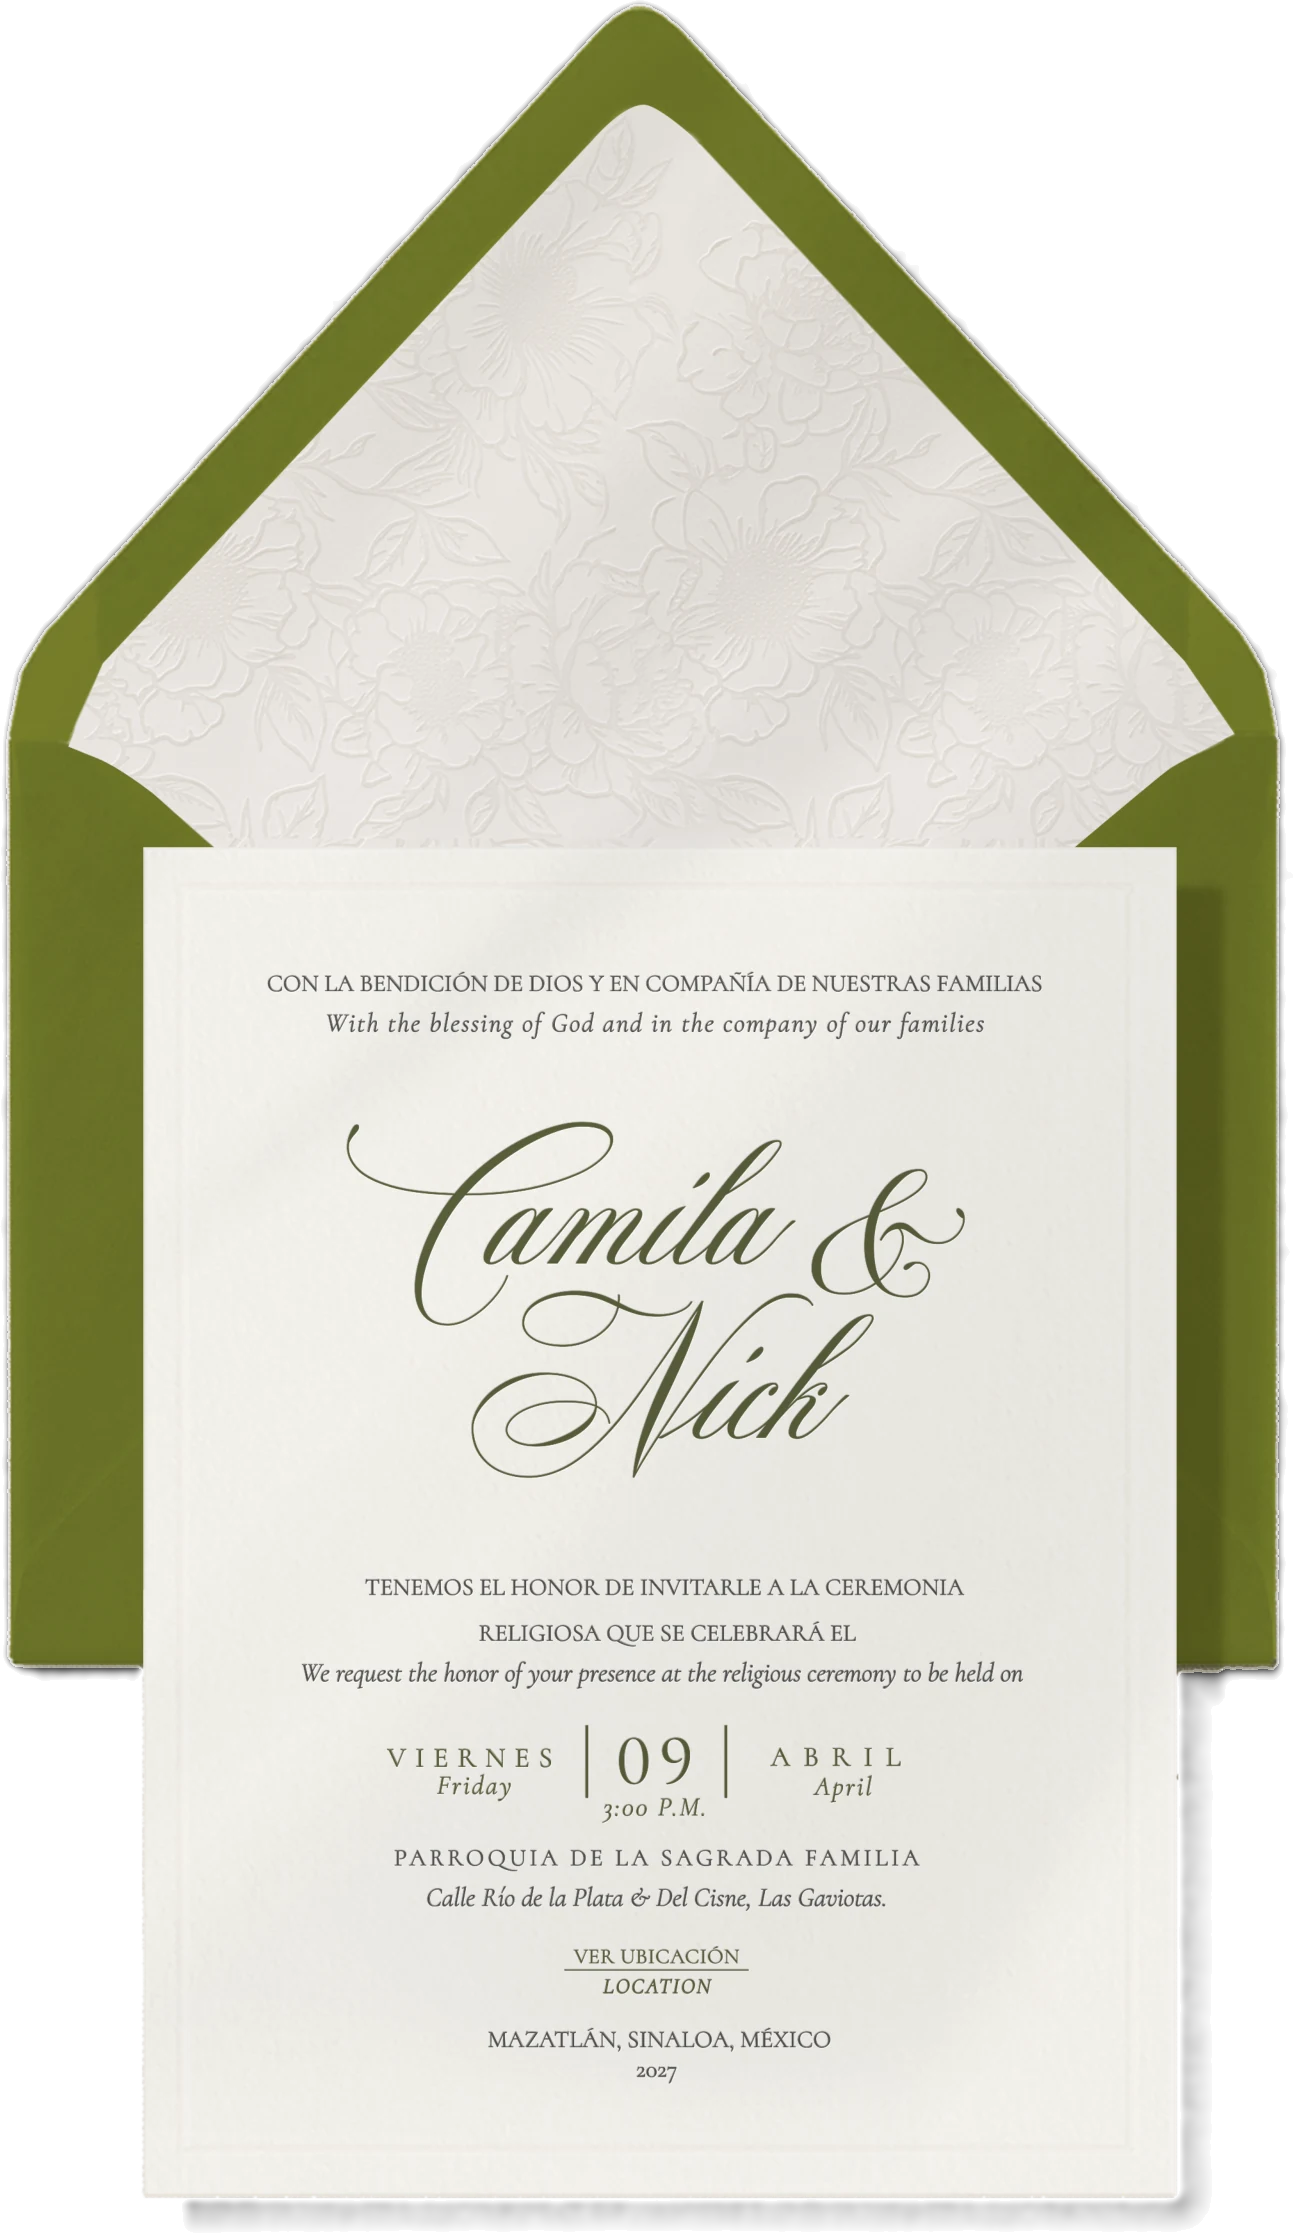 CON LA BENDICIÓN DE DIOS Y EN COMPAÑÍA DE NUESTRAS FAMILIAS
With the blessing of God and in the company of our families
Camila &
Nick
TENEMOS EL HONOR DE INVITARLE A LA CEREMONIA
RELIGIOSA QUE SE CELEBRARÁ EL
We request the honor of your presence at the religious ceremony to be held on
VIERNES | 09 | ABRIL
Friday April
3:00 P.M.
PARROQUIA DE LA SAGRADA FAMILIA
Calle Río de la Plata & Del Cisne, Las Gaviotas.
VER UBICACIÓN
LOCATION
MAZATLÁN, SINALOA, MÉXICO
2027